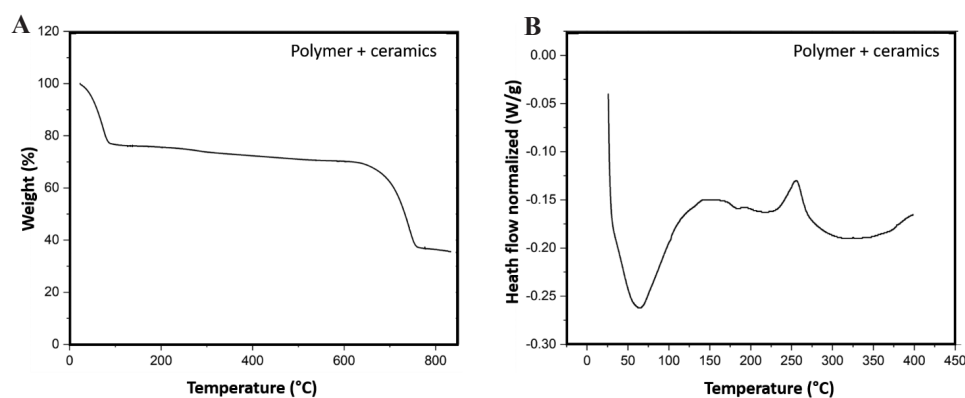 A
Polymer + ceramics
120
100
80
60
40
20
0
0 200 400 600 800
Weight (%)
Temperature (°C)
B
Polymer + ceramics
0.00
-0.05
-0.10
-0.15
-0.20
-0.25
-0.30
0 50 100 150 200 250 300 350 400 450
Heath flow normalized (W/g)
Temperature (°C)